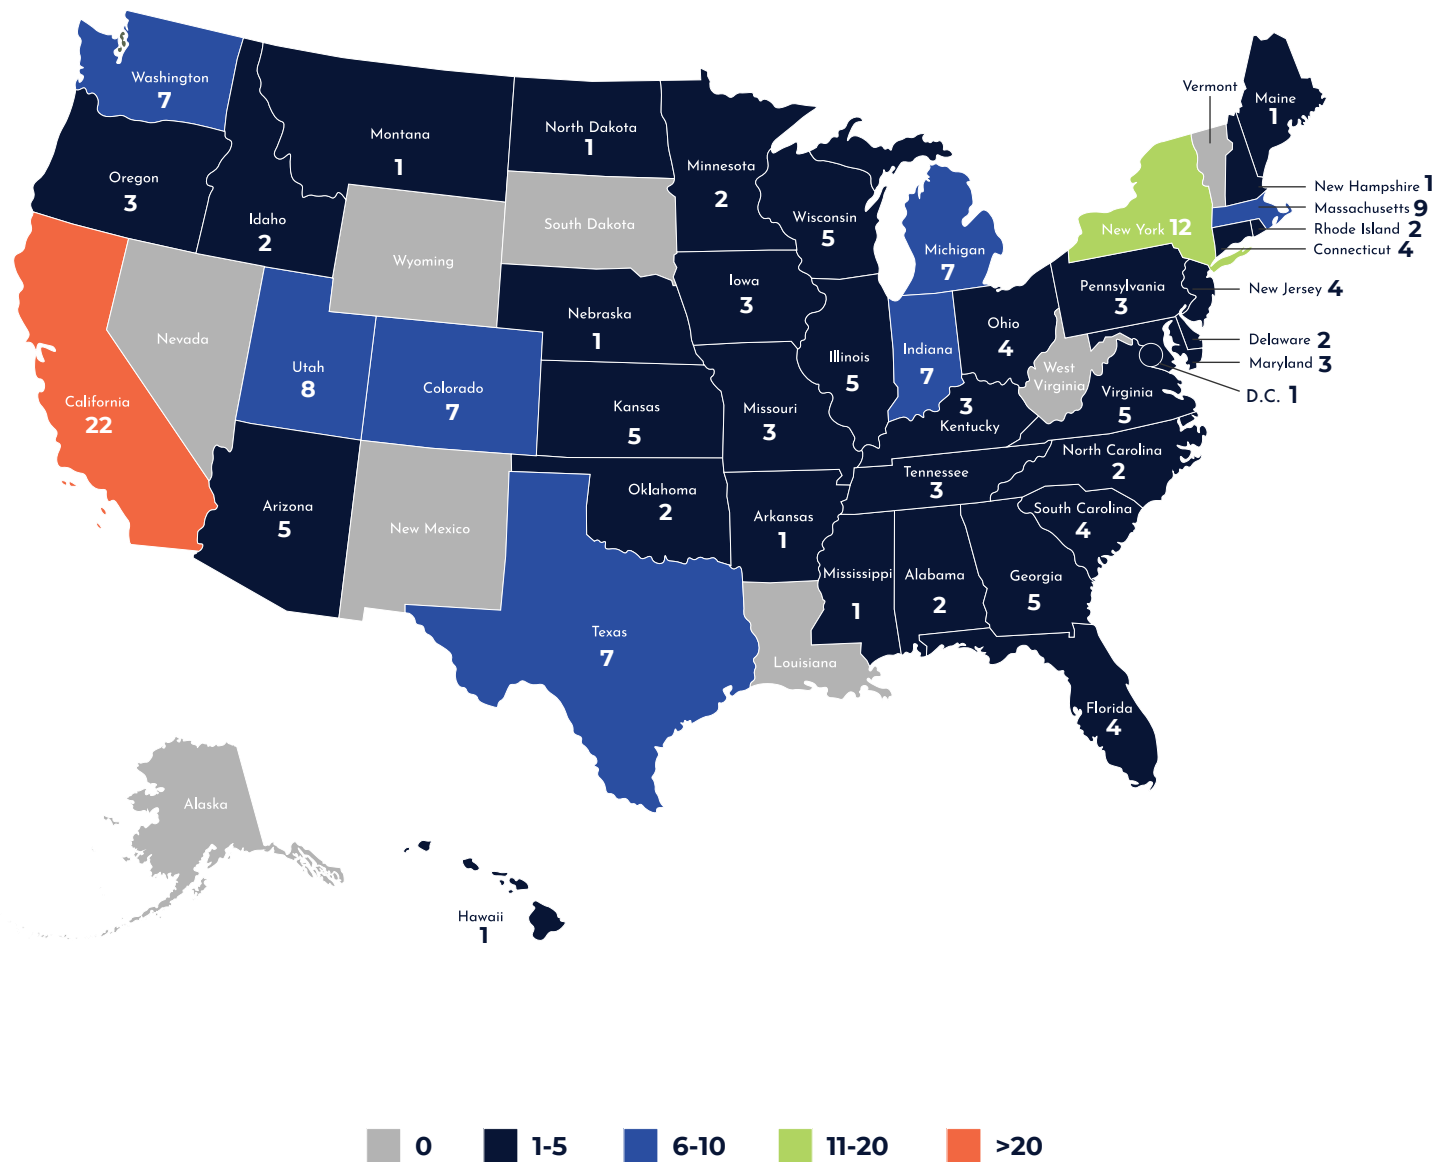 Washington
7
Oregon
3
Idaho
2
Montana
1
North Dakota
1
South Dakota
Wyoming
Minnesota
2
Wisconsin
5
Michigan
7
Vermont
Maine
1
New Hampshire 1
Massachusetts 9
Rhode Island 2
Connecticut 4
New York 12
New Jersey 4
Pennsylvania
3
Delaware 2
Maryland 3
D.C. 1
California
22
Nevada
Utah
8
Colorado
7
Nebraska
1
Iowa
3
Illinois
5
Indiana
7
Ohio
4
West
Virginia
Virginia
5
Kansas
5
Missouri
3
3
Kentucky
North Carolina
2
Tennessee
3
South Carolina
4
Arizona
5
New Mexico
Oklahoma
2
Arkansas
1
Mississippi
1
Alabama
2
Georgia
5
Texas
7
Louisiana
Florida
4
Alaska
Hawaii
1
0 1-5 6-10 11-20 >20